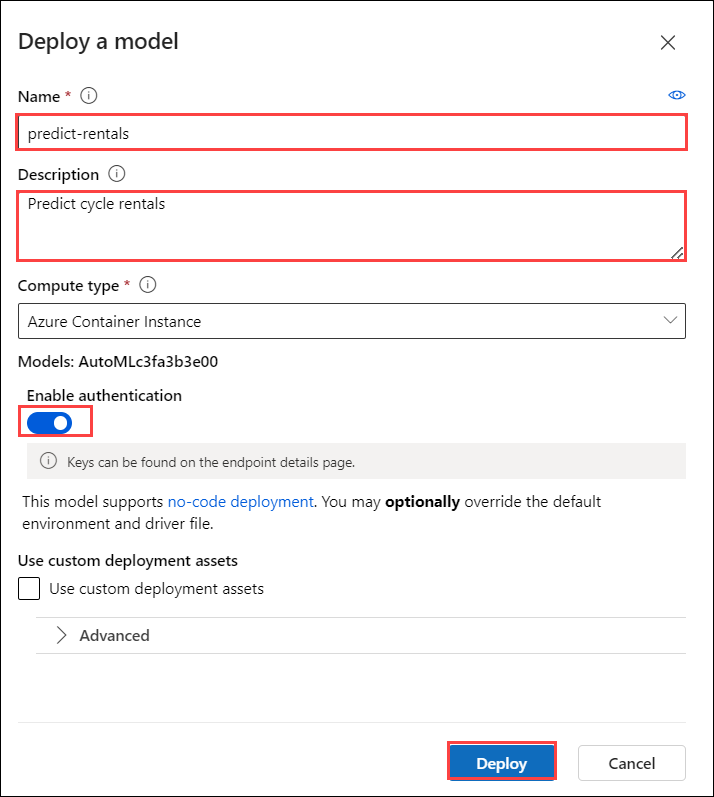 Deploy a model
Name *
predict-rentals
Description
Predict cycle rentals
Compute type *
Azure Container Instance
Models: AutoMLc3fa3b3e00
Enable authentication
Keys can be found on the endpoint details page.
This model supports no-code deployment. You may optionally override the default
environment and driver file.
Use custom deployment assets
Use custom deployment assets
Advanced
Deploy
Cancel